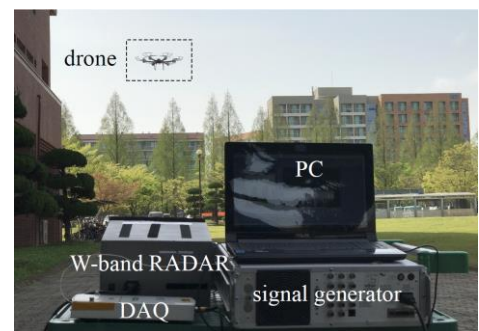 drone
PC
W-band RADAR
signal generator
DAQ